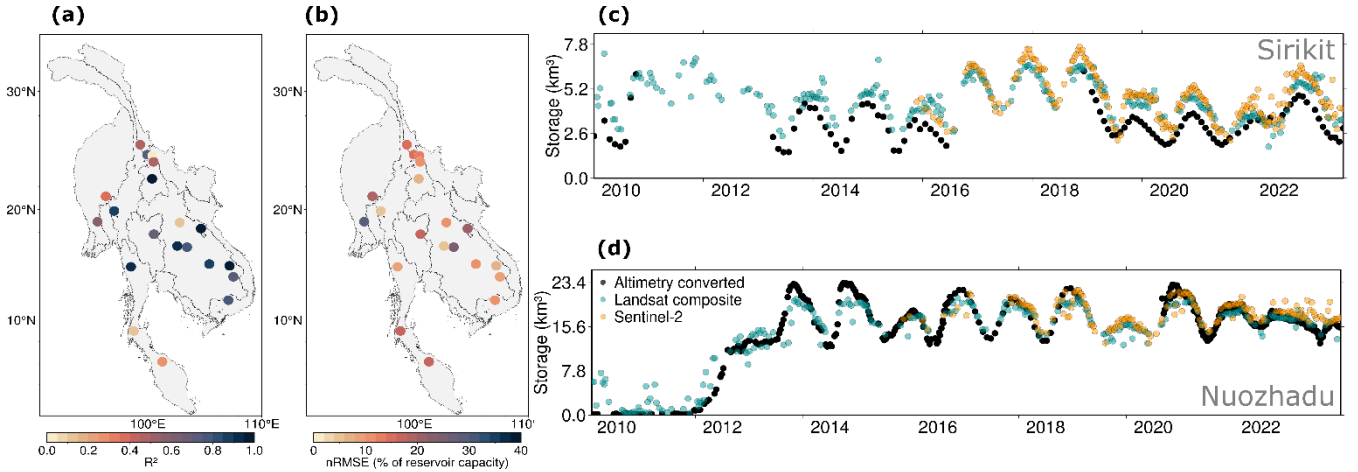 (a)
(b)
(c)
30°N
20°N
10°N
100°E
110°E
0.0 0.2 0.4 0.6 0.8 1.0
R²
30°N
20°N
10°N
100°E
110'
0 10 20 30 40
nRMSE (% of reservoir capacity)
Sirikit
Storage (km³)
7.8
5.2
2.6
0.0
2010 2012 2014 2016 2018 2020 2022
(d)
Altimetry converted
Landsat composite
Sentinel-2
Storage (km³)
23.4
15.6
7.8
0.0
Nuozhadu
2010 2012 2014 2016 2018 2020 2022